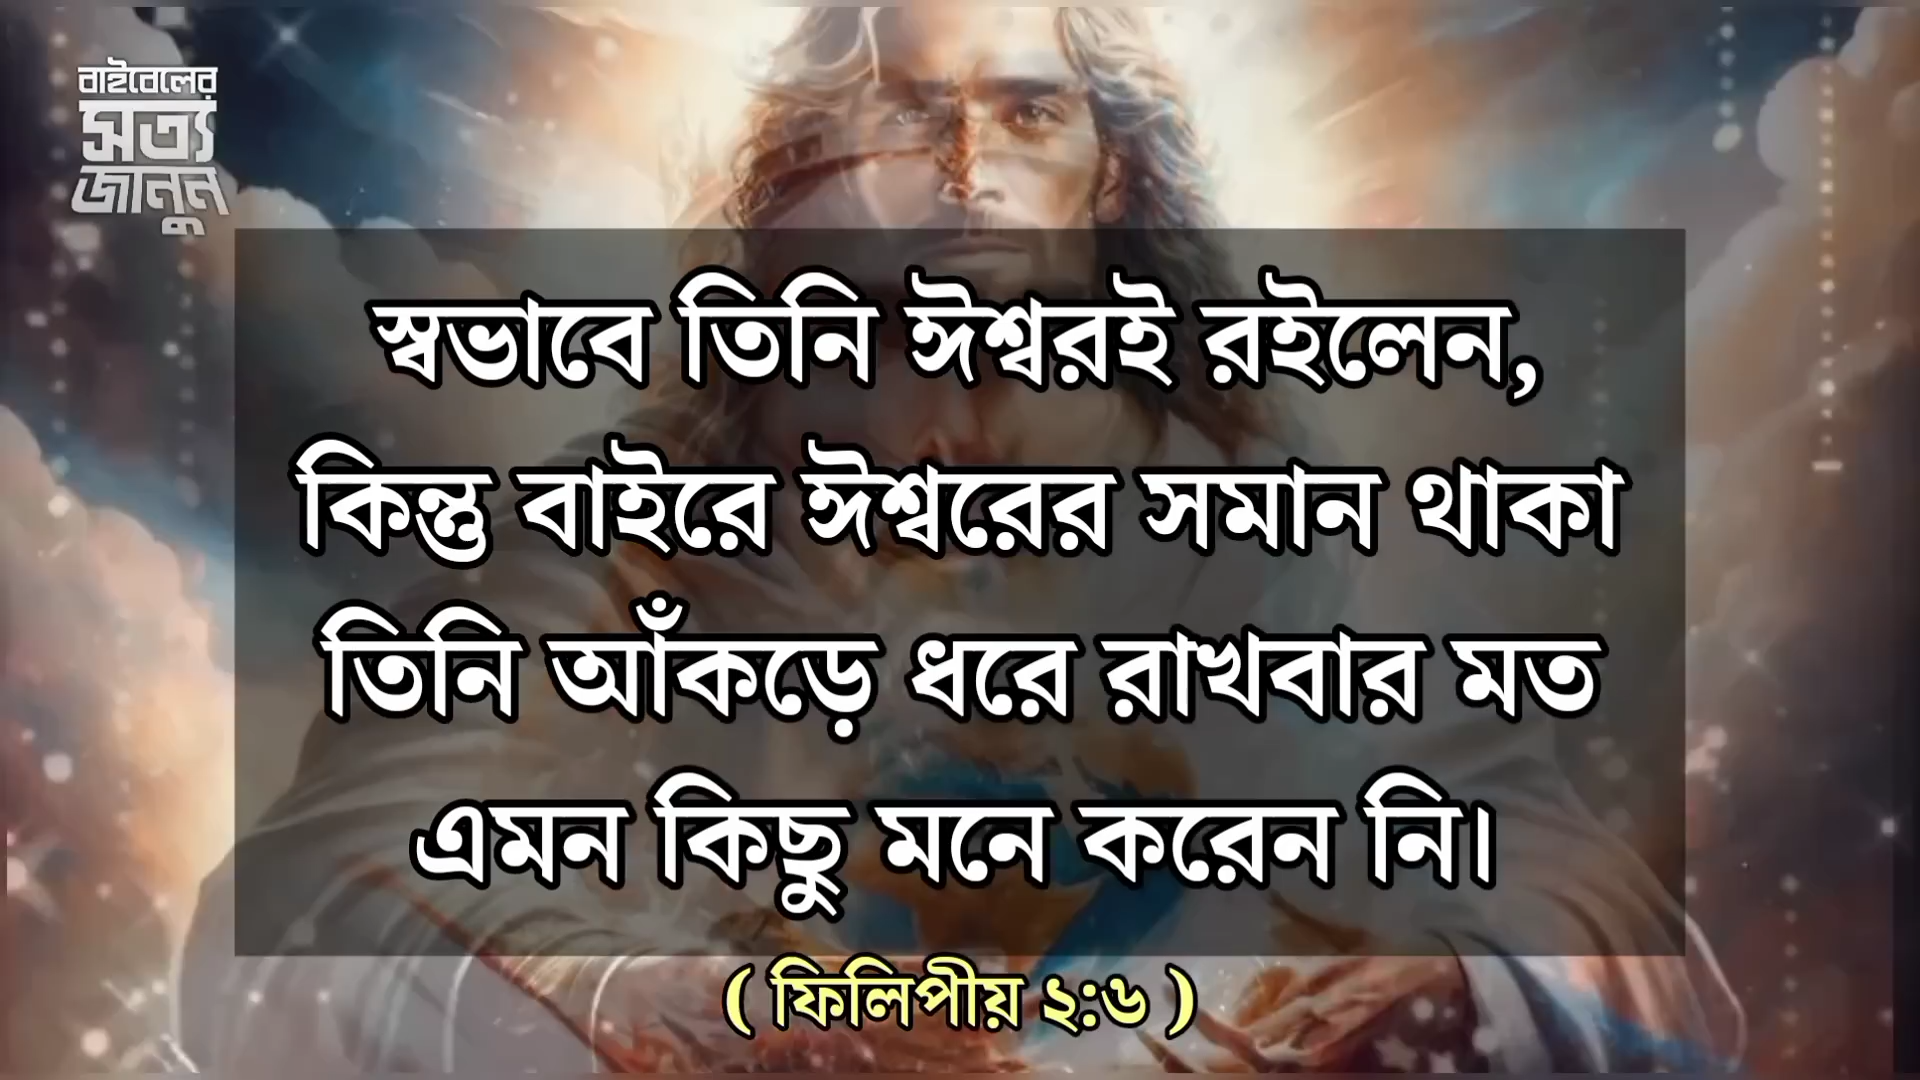 বাইবেলের
সত্য
জানুন
স্বভাবে তিনি ঈশ্বরই রইলেন,
কিন্তু বাইরে ঈশ্বরের সমান থাকা
তিনি আঁকড়ে ধরে রাখবার মত
এমন কিছু মনে করেন নি।
( ফিলিপীয় ২:৬ )